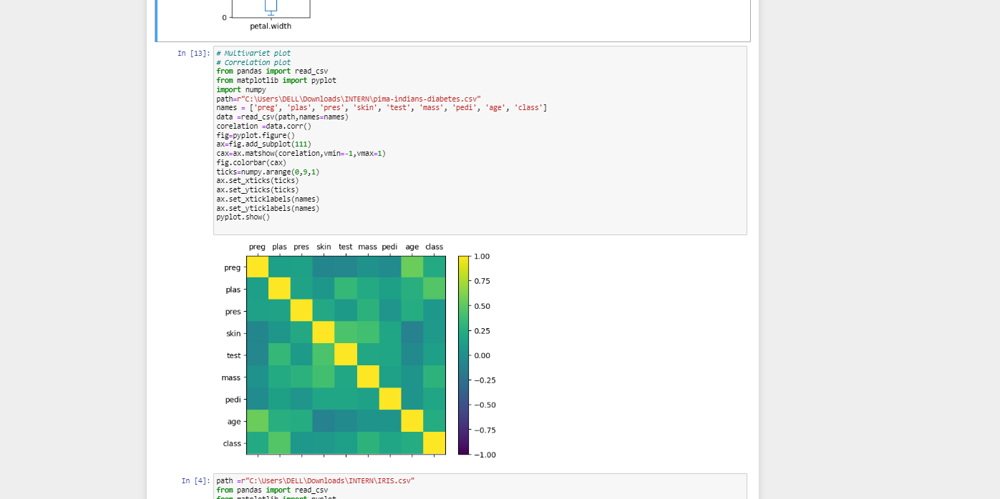 0
petal.width
In [13]: # Multivariet plot
# Correlation plot
from pandas import read_csv
from matplotlib import pyplot
import numpy
path=r"C:\Users\DELL\Downloads\INTERN\pima-indians-diabetes.csv"
names = ['preg', 'plas', 'pres', 'skin', 'test', 'mass', 'pedi', 'age', 'class']
data =read_csv(path,names=names)
corelation =data.corr()
fig=pyplot.figure()
ax=fig.add_subplot(111)
cax=ax.matshow(corelation,vmin=-1,vmax=1)
fig.colorbar(cax)
ticks=numpy.arange(0,9,1)
ax.set_xticks(ticks)
ax.set_yticks(ticks)
ax.set_xticklabels(names)
ax.set_yticklabels(names)
pyplot.show()
preg plas pres skin test mass pedi age class
preg
plas
pres
skin
test
mass
pedi
age
class
1.00
0.75
0.50
0.25
0.00
−0.25
−0.50
−0.75
−1.00
In [4]: path =r"C:\Users\DELL\Downloads\INTERN\IRIS.csv"
from pandas import read_csv
from matplotlib import pyplot